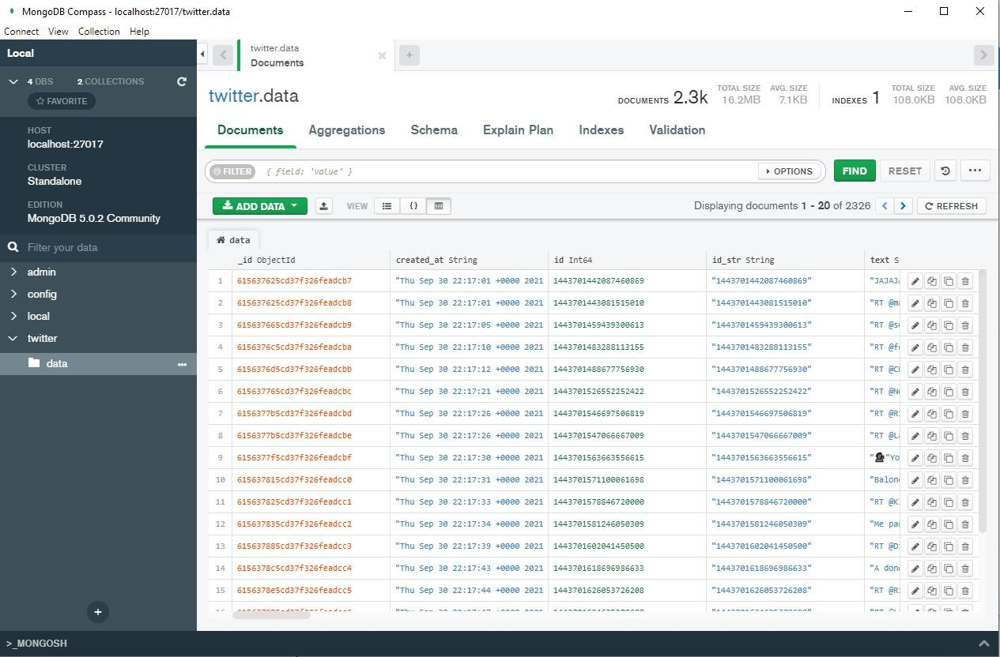 MongoDB Compass - localhost:27017/twitter.data
Connect View Collection Help
Local
4 DBS 2 COLLECTIONS
FAVORITE
HOST
localhost:27017
CLUSTER
Standalone
EDITION
MongoDB 5.0.2 Community
Filter your data
admin
config
local
twitter
data
>_MONGOSH
twitter.data
Documents
twitter.data
DOCUMENTS 2.3k TOTAL SIZE 16.2MB AVG. SIZE 7.1KB INDEXES 1 TOTAL SIZE 108.0KB AVG. SIZE 108.0KB
Documents Aggregations Schema Explain Plan Indexes Validation
FILTER { field: 'value' } OPTIONS FIND RESET
ADD DATA VIEW {} Displaying documents 1 - 20 of 2326 REFRESH
data
_id ObjectId created_at String id Int64 id_str String text S
1 615637625cd37f326feadcb7 "Thu Sep 30 22:17:01 +0000 2021 1443701442087460869 "1443701442087460869" "JAJAJ
2 615637625cd37f326feadcb8 "Thu Sep 30 22:17:01 +0000 2021 1443701443081515010 "1443701443081515010" "RT @m
3 615637665cd37f326feadcb9 "Thu Sep 30 22:17:05 +0000 2021 1443701459439300613 "1443701459439300613" "RT @s
4 6156376c5cd37f326feadcba "Thu Sep 30 22:17:10 +0000 2021 1443701483288113155 "1443701483288113155" "RT @f
5 6156376d5cd37f326feadcbb "Thu Sep 30 22:17:12 +0000 2021 1443701488677756930 "1443701488677756930" "RT @C
6 615637765cd37f326feadcbc "Thu Sep 30 22:17:21 +0000 2021 1443701526552252422 "1443701526552252422" "RT @N
7 6156377b5cd37f326feadcbd "Thu Sep 30 22:17:26 +0000 2021 1443701546697506819 "1443701546697506819" "RT @R
8 6156377b5cd37f326feadcbe "Thu Sep 30 22:17:26 +0000 2021 1443701547066667009 "1443701547066667009" "RT @L
9 6156377f5cd37f326feadcbf "Thu Sep 30 22:17:30 +0000 2021 1443701563663556615 "1443701563663556615" "👤"Yo
10 615637815cd37f326feadcc0 "Thu Sep 30 22:17:31 +0000 2021 1443701571100061698 "1443701571100061698" "Balon
11 615637825cd37f326feadcc1 "Thu Sep 30 22:17:33 +0000 2021 1443701578846720000 "1443701578846720000" "RT @K
12 615637835cd37f326feadcc2 "Thu Sep 30 22:17:34 +0000 2021 1443701581246050309 "1443701581246050309" "Me pa
13 615637885cd37f326feadcc3 "Thu Sep 30 22:17:39 +0000 2021 1443701602041450500 "1443701602041450500" "RT @D
14 6156378c5cd37f326feadcc4 "Thu Sep 30 22:17:43 +0000 2021 1443701618696986633 "1443701618696986633" "A don
15 6156378e5cd37f326feadcc5 "Thu Sep 30 22:17:44 +0000 2021 1443701626053726208 "1443701626053726208" "RT @R